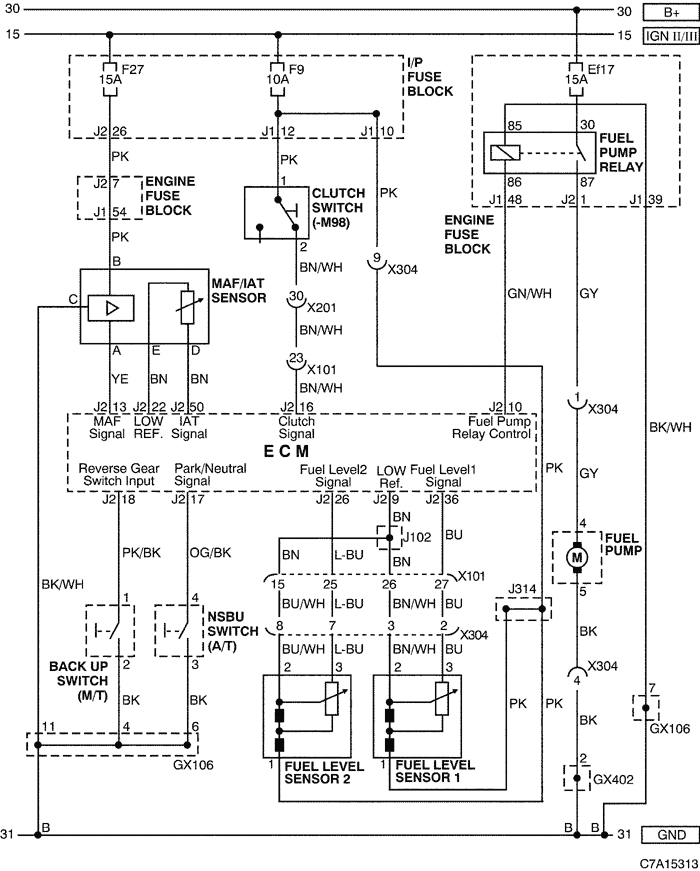 30
30
B+
15
15
IGN II/III
F27
15A
F9
10A
I/P
FUSE
BLOCK
Ef17
15A
85
30
FUEL
PUMP
RELAY
J2 26
J1 12
J1 10
86
87
PK
PK
PK
J2 7
J1 54
ENGINE
FUSE
BLOCK
1
CLUTCH
SWITCH
(-M98)
2
J1 48
J2 1
J1 39
ENGINE
FUSE
BLOCK
PK
B
BN/WH
9
X304
MAF/IAT
SENSOR
C
30
X201
GN/WH
GY
BN/WH
A
E
D
23
X101
YE
BN
BN
BN/WH
1
X304
J2 13
J2 22
J2 50
J2 16
J2 10
MAF
Signal
LOW
REF.
IAT
Signal
Clutch
Signal
Fuel Pump
Relay Control
BK/WH
ECM
Reverse Gear
Switch Input
Park/Neutral
Signal
Fuel Level2
Signal
LOW
Ref.
Fuel Level1
Signal
PK
GY
J2 18
J2 17
J2 26
J2 9
J2 36
BN
J102
4
FUEL
PUMP
M
5
PK/BK
OG/BK
BN
L-BU
BN
BU
BK/WH
15
25
26
27
X101
J314
1
4
NSBU
SWITCH
(A/T)
BU/WH
L-BU
BN/WH
BU
8
7
3
2
X304
BK
BACK UP
SWITCH
(M/T)
2
3
BU/WH
L-BU
BN/WH
BU
2
3
2
3
X304
4
BK
BK
PK
PK
BK
7
GX106
11
4
6
GX106
1
FUEL LEVEL
SENSOR 2
1
FUEL LEVEL
SENSOR 1
2
GX402
31
B
B
B
31
GND
C7A15313